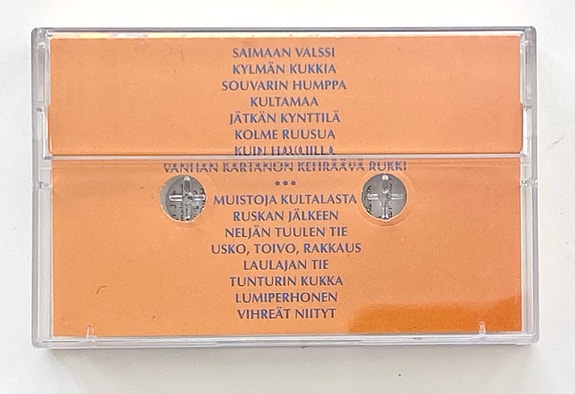 SAIMAAN VALSSI
KYLMÄN KUKKIA
SOUVARIN HUMPPA
KULTAMAA
JÄTKÄN KYNTTILÄ
KOLME RUUSUA
KUIN HAVAIJILLA
VANHAN KARTANON KEHRÄÄVÄ RUKKI
•••
MUISTOJA KULTALASTA
RUSKAN JÄLKEEN
NELJÄN TUULEN TIE
USKO, TOIVO, RAKKAUS
LAULAJAN TIE
TUNTURIN KUKKA
LUMIPERHONEN
VIHREÄT NIITYT